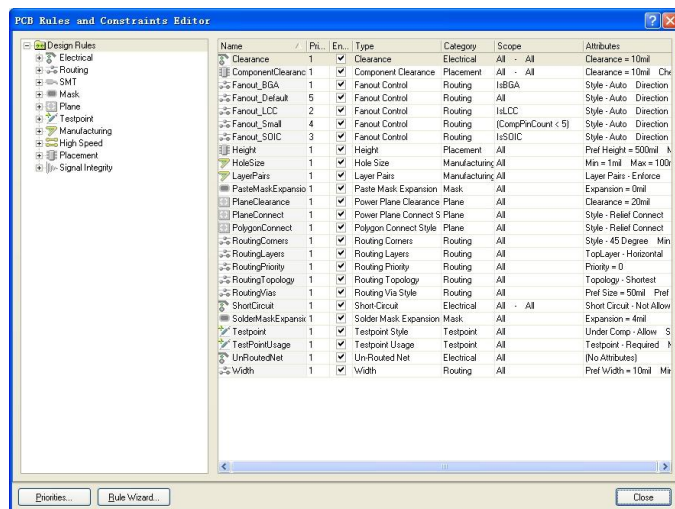 PCB Rules and Constraints Editor
Design Rules
Electrical
Routing
SMT
Mask
Plane
Testpoint
Manufacturing
High Speed
Placement
Signal Integrity
Name Pri... En... Type Category Scope Attributes
Clearance 1 Clearance Electrical All - All Clearance = 10mil
ComponentClearanc 1 Component Clearance Placement All - All Clearance = 10mil Che
Fanout_BGA 1 Fanout Control Routing IsBGA Style - Auto Direction
Fanout_Default 5 Fanout Control Routing All Style - Auto Direction
Fanout_LCC 2 Fanout Control Routing IsLCC Style - Auto Direction
Fanout_Small 4 Fanout Control Routing (CompPinCount < 5) Style - Auto Direction
Fanout_SOIC 3 Fanout Control Routing IsSOIC Style - Auto Direction
Height 1 Height Placement All Pref Height = 500mil M
HoleSize 1 Hole Size Manufacturing All Min = 1mil Max = 100m
LayerPairs 1 Layer Pairs Manufacturing All Layer Pairs - Enforce
PasteMaskExpansio 1 Paste Mask Expansion Mask All Expansion = 0mil
PlaneClearance 1 Power Plane Clearance Plane All Clearance = 20mil
PlaneConnect 1 Power Plane Connect S Plane All Style - Relief Connect
PolygonConnect 1 Polygon Connect Style Plane All Style - Relief Connect
RoutingCorners 1 Routing Corners Routing All Style - 45 Degree Min
RoutingLayers 1 Routing Layers Routing All TopLayer - Horizontal
RoutingPriority 1 Routing Priority Routing All Priority = 0
RoutingTopology 1 Routing Topology Routing All Topology - Shortest
RoutingVias 1 Routing Via Style Routing All Pref Size = 50mil Pref
ShortCircuit 1 Short-Circuit Electrical All - All Short Circuit - Not Allow
SolderMaskExpansic 1 Solder Mask Expansion Mask All Expansion = 4mil
Testpoint 1 Testpoint Style Testpoint All Under Comp - Allow S
TestPointUsage 1 Testpoint Usage Testpoint All Testpoint - Required M
UnRoutedNet 1 Un-Routed Net Electrical All (No Attributes)
Width 1 Width Routing All Pref Width = 10mil Mir
Priorities... Rule Wizard... Close